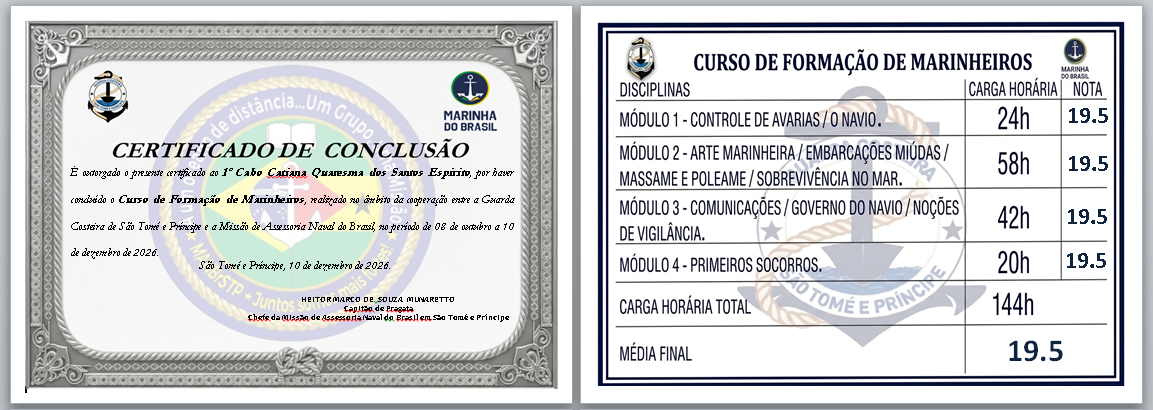 MARINHA
DO BRASIL
CERTIFICADO DE CONCLUSÃO
É outorgado o presente certificado ao 1º Cabo Catiana Quaresma dos Santos Espírito, por haver
concluído o Curso de Formação de Marinheiros, realizado no âmbito da cooperação entre a Guarda
Costeira de São Tomé e Príncipe e a Missão de Assessoria Naval do Brasil, no período de 08 de outubro a 10
de dezembro de 2026.
São Tomé e Príncipe, 10 de dezembro de 2026.
HEITOR MARCO DE SOUZA MUNARETTO
Capitão de Fragata
Chefe da Missão de Assessoria Naval do Brasil em São Tomé e Príncipe
CURSO DE FORMAÇÃO DE MARINHEIROS
MARINHA
DO BRASIL
DISCIPLINAS CARGA HORÁRIA NOTA
MÓDULO 1 - CONTROLE DE AVARIAS / O NAVIO. 24h 19.5
MÓDULO 2 - ARTE MARINHEIRA / EMBARCAÇÕES MIÚDAS /
MASSAME E POLEAME / SOBREVIVÊNCIA NO MAR. 58h 19.5
MÓDULO 3 - COMUNICAÇÕES / GOVERNO DO NAVIO / NOÇÕES
DE VIGILÂNCIA. 42h 19.5
MÓDULO 4 - PRIMEIROS SOCORROS. 20h 19.5
CARGA HORÁRIA TOTAL 144h
MÉDIA FINAL 19.5
SÃO TOMÉ E PRÍNCIPE